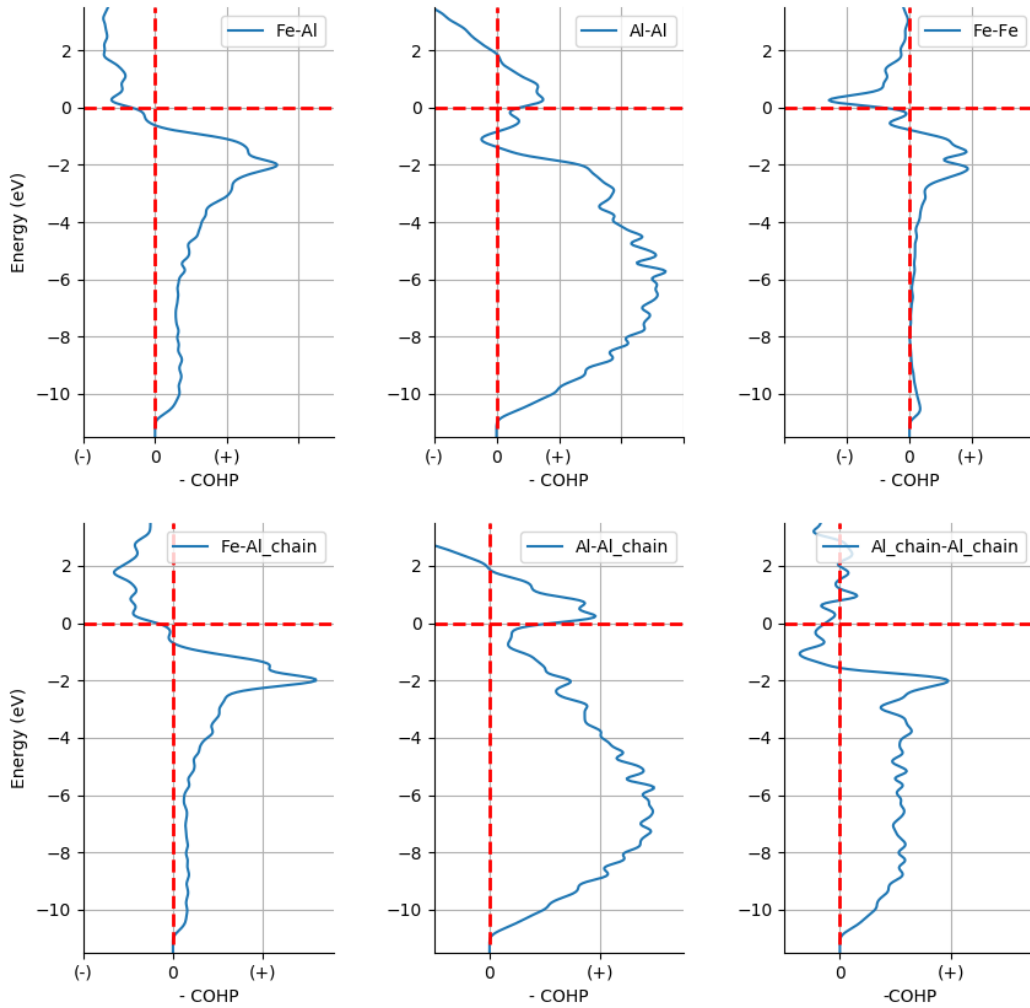 Fe-Al
Al-Al
Fe-Fe
Energy (eV)
2
0
−2
−4
−6
−8
−10
2
0
−2
−4
−6
−8
−10
2
0
−2
−4
−6
−8
−10
(-) 0 (+)
(-) 0 (+)
(-) 0 (+)
- COHP
- COHP
- COHP
Fe-Al_chain
Al-Al_chain
Al_chain-Al_chain
Energy (eV)
2
0
−2
−4
−6
−8
−10
2
0
−2
−4
−6
−8
−10
2
0
−2
−4
−6
−8
−10
(-) 0 (+)
0 (+)
0 (+)
- COHP
- COHP
-COHP